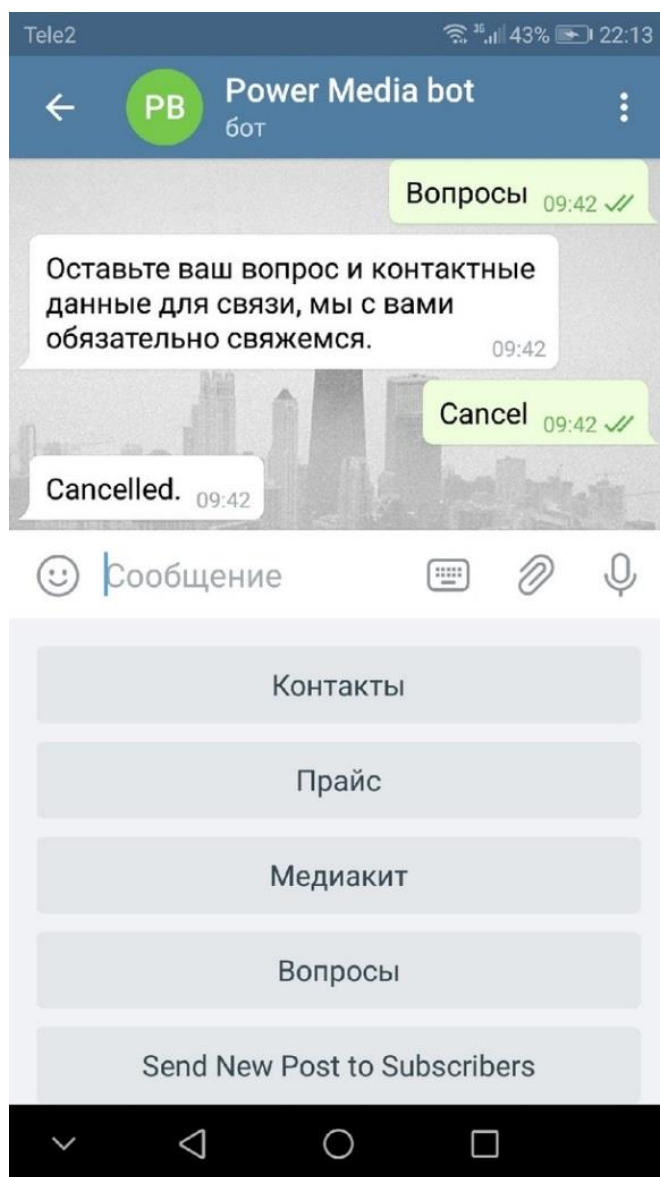 Tele2 3G 43% 22:13
PB Power Media bot
бот
Вопросы 09:42
Оставьте ваш вопрос и контактные
данные для связи, мы с вами
обязательно свяжемся. 09:42
Cancel 09:42
Cancelled. 09:42
Сообщение
Контакты
Прайс
Медиакит
Вопросы
Send New Post to Subscribers